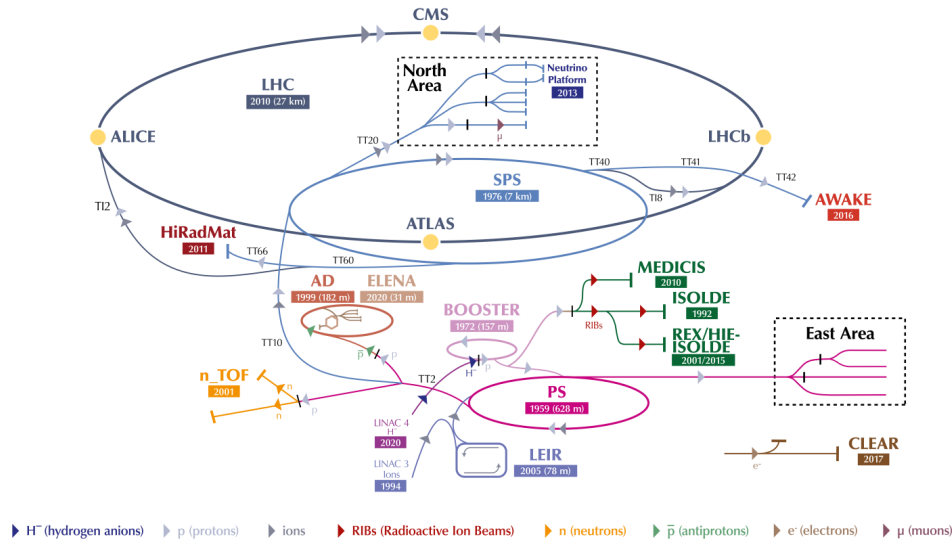 CMS
LHC
2010 (27 km)
North
Area
Neutrino
Platform
2013
μ
ALICE
LHCb
TT20
TT40
TT41
TT42
SPS
1976 (7 km)
TI8
TI2
AWAKE
2016
ATLAS
HiRadMat
2011
TT66
TT60
AD
1999 (182 m)
ELENA
2020 (31 m)
MEDICIS
2010
BOOSTER
1972 (157 m)
ISOLDE
1992
RIBs
REX/HIE-
ISOLDE
2001/2015
East Area
TT10
p̅
p
H⁻
p
n_TOF
2001
n
n
p
TT2
PS
1959 (628 m)
LINAC 4
H⁻
2020
LINAC 3
Ions
1994
LEIR
2005 (78 m)
CLEAR
2017
e⁻
H⁻ (hydrogen anions)
p (protons)
ions
RIBs (Radioactive Ion Beams)
n (neutrons)
p̅ (antiprotons)
e⁻ (electrons)
μ (muons)